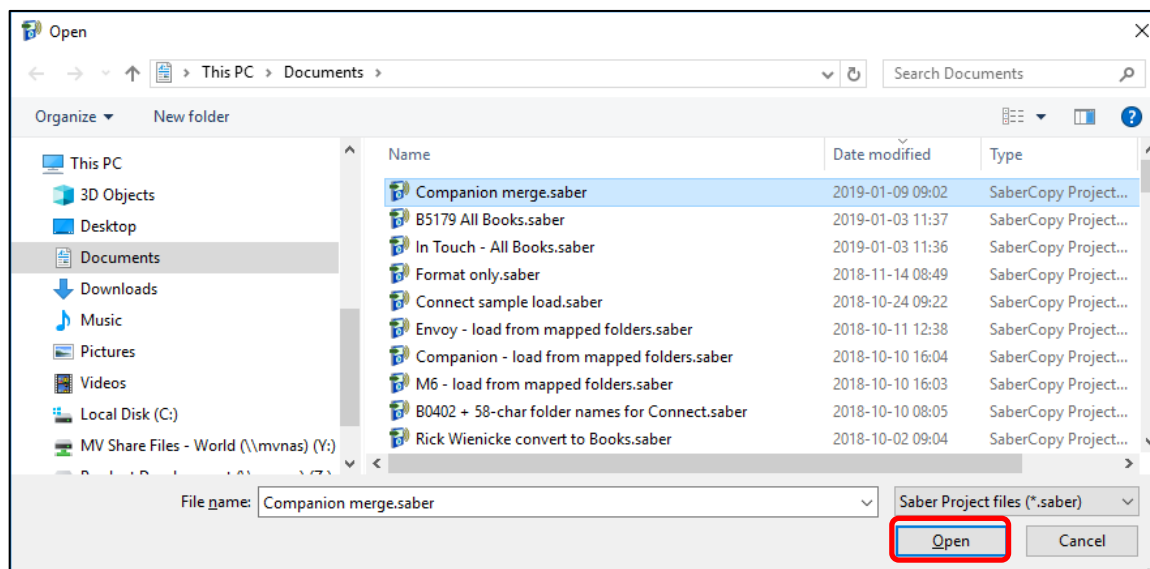 Open
This PC > Documents >
Search Documents
Organize
New folder
Name
Date modified
Type
This PC
3D Objects
Desktop
Documents
Downloads
Music
Pictures
Videos
Local Disk (C:)
MV Share Files - World (\\mvnas) (Y:)
Companion merge.saber 2019-01-09 09:02 SaberCopy Project...
B5179 All Books.saber 2019-01-03 11:37 SaberCopy Project...
In Touch - All Books.saber 2019-01-03 11:36 SaberCopy Project...
Format only.saber 2018-11-14 08:49 SaberCopy Project...
Connect sample load.saber 2018-10-24 09:22 SaberCopy Project...
Envoy - load from mapped folders.saber 2018-10-11 12:38 SaberCopy Project...
Companion - load from mapped folders.saber 2018-10-10 16:04 SaberCopy Project...
M6 - load from mapped folders.saber 2018-10-10 16:03 SaberCopy Project...
B0402 + 58-char folder names for Connect.saber 2018-10-10 08:05 SaberCopy Project...
Rick Wienicke convert to Books.saber 2018-10-02 09:04 SaberCopy Project...
File name: Companion merge.saber
Saber Project files (*.saber)
Open
Cancel